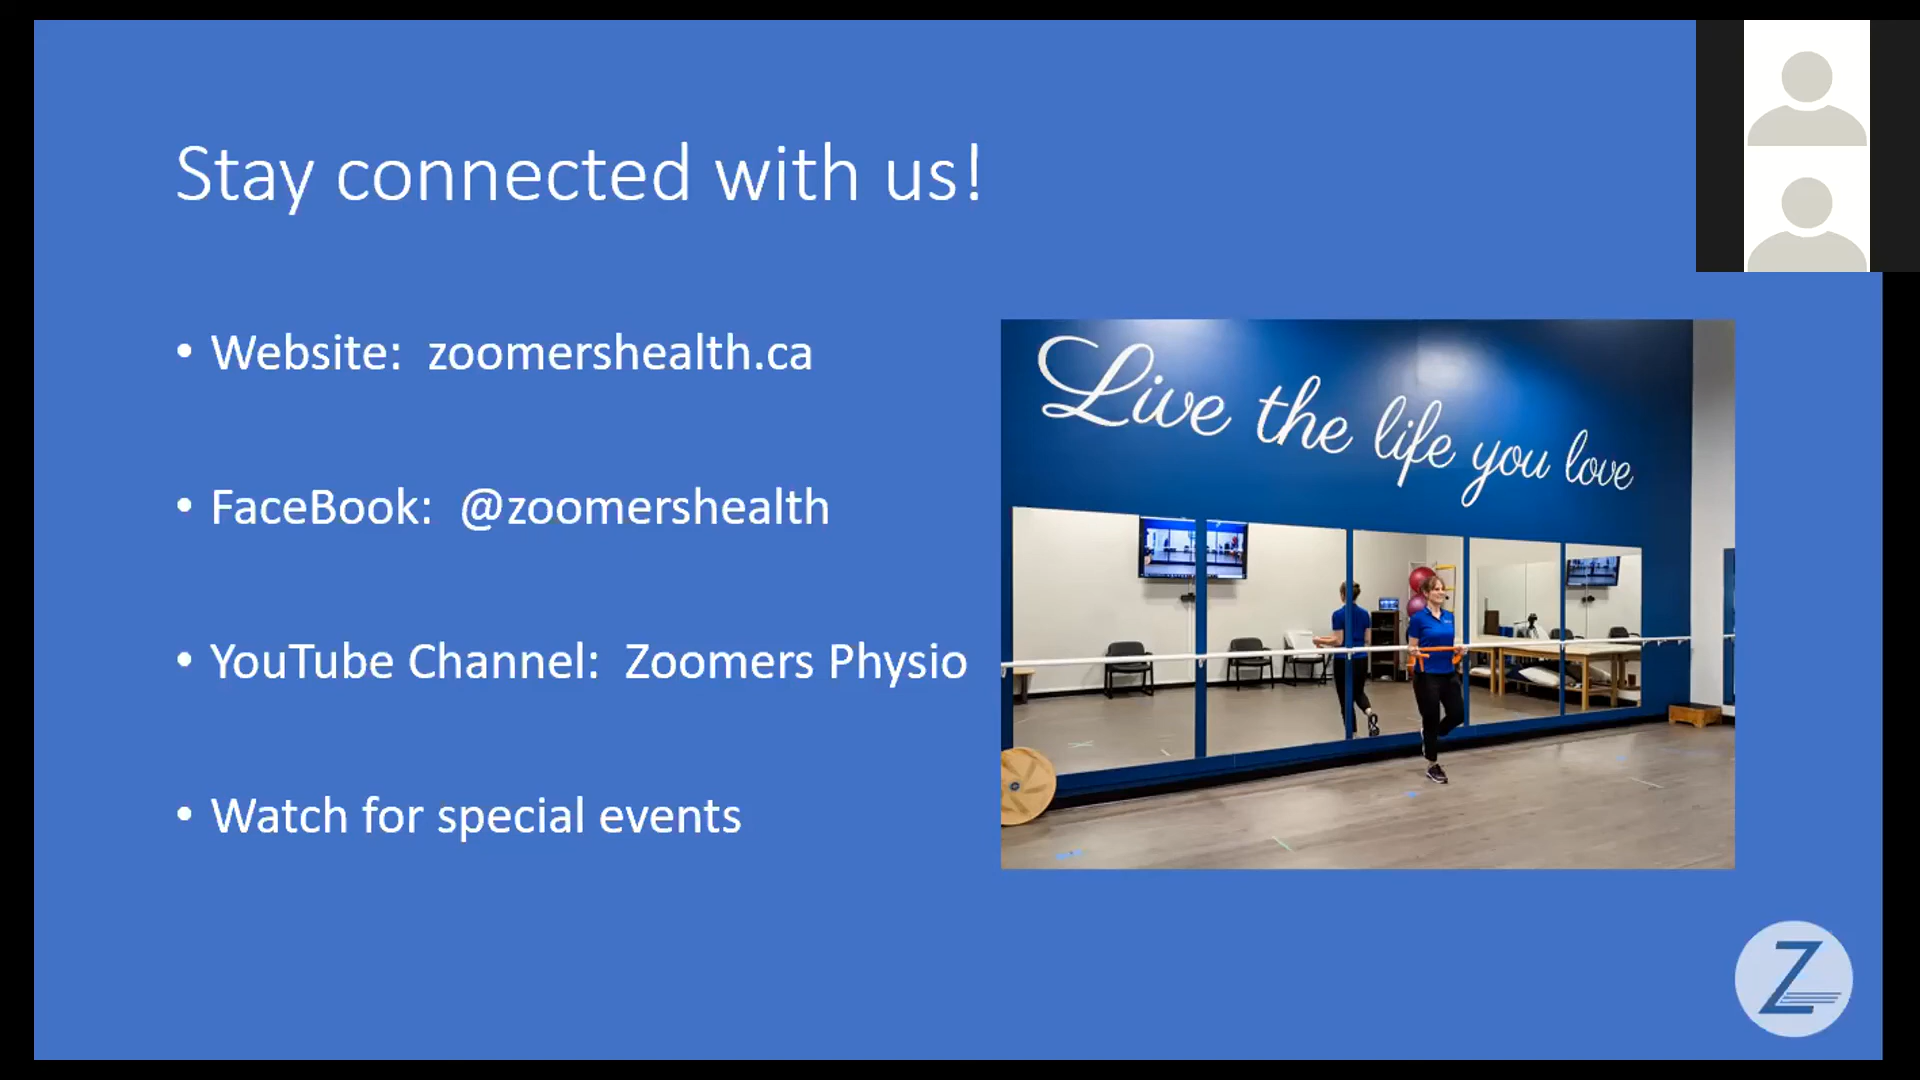 Stay connected with us!
• Website: zoomershealth.ca
• FaceBook: @zoomershealth
• YouTube Channel: Zoomers Physio
• Watch for special events
Live the life you love
Z